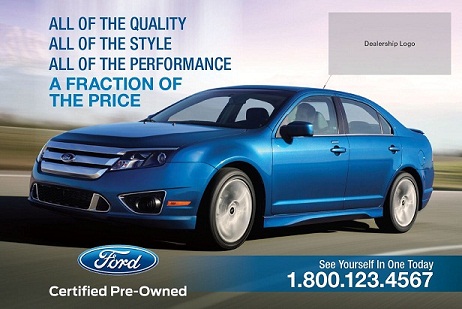 ALL OF THE QUALITY
ALL OF THE STYLE
ALL OF THE PERFORMANCE
A FRACTION OF
THE PRICE
Dealership Logo
Ford
Certified Pre-Owned
See Yourself In One Today
1.800.123.4567